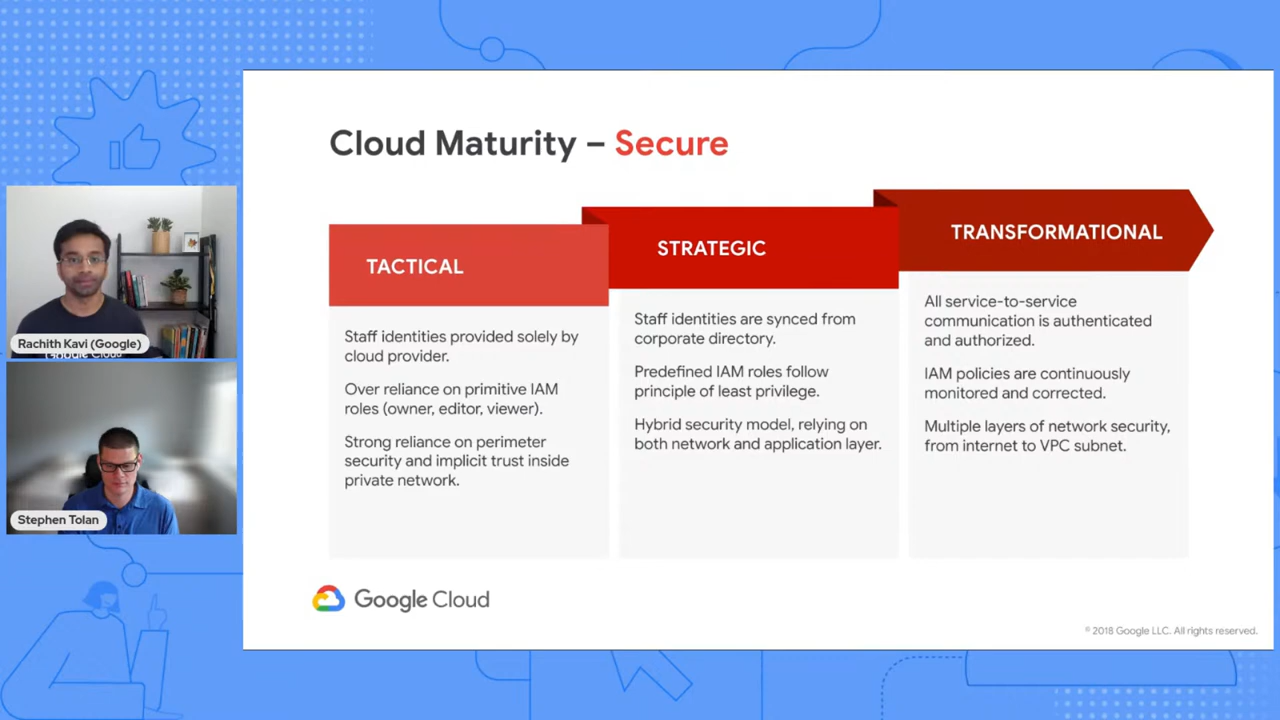 Cloud Maturity – Secure
TACTICAL
Staff identities provided solely by
cloud provider.
Over reliance on primitive IAM
roles (owner, editor, viewer).
Strong reliance on perimeter
security and implicit trust inside
private network.
STRATEGIC
Staff identities are synced from
corporate directory.
Predefined IAM roles follow
principle of least privilege.
Hybrid security model, relying on
both network and application layer.
TRANSFORMATIONAL
All service-to-service
communication is authenticated
and authorized.
IAM policies are continuously
monitored and corrected.
Multiple layers of network security,
from internet to VPC subnet.
Google Cloud
© 2018 Google LLC. All rights reserved.
Rachith Kavi (Google)
Google Cloud
Stephen Tolan